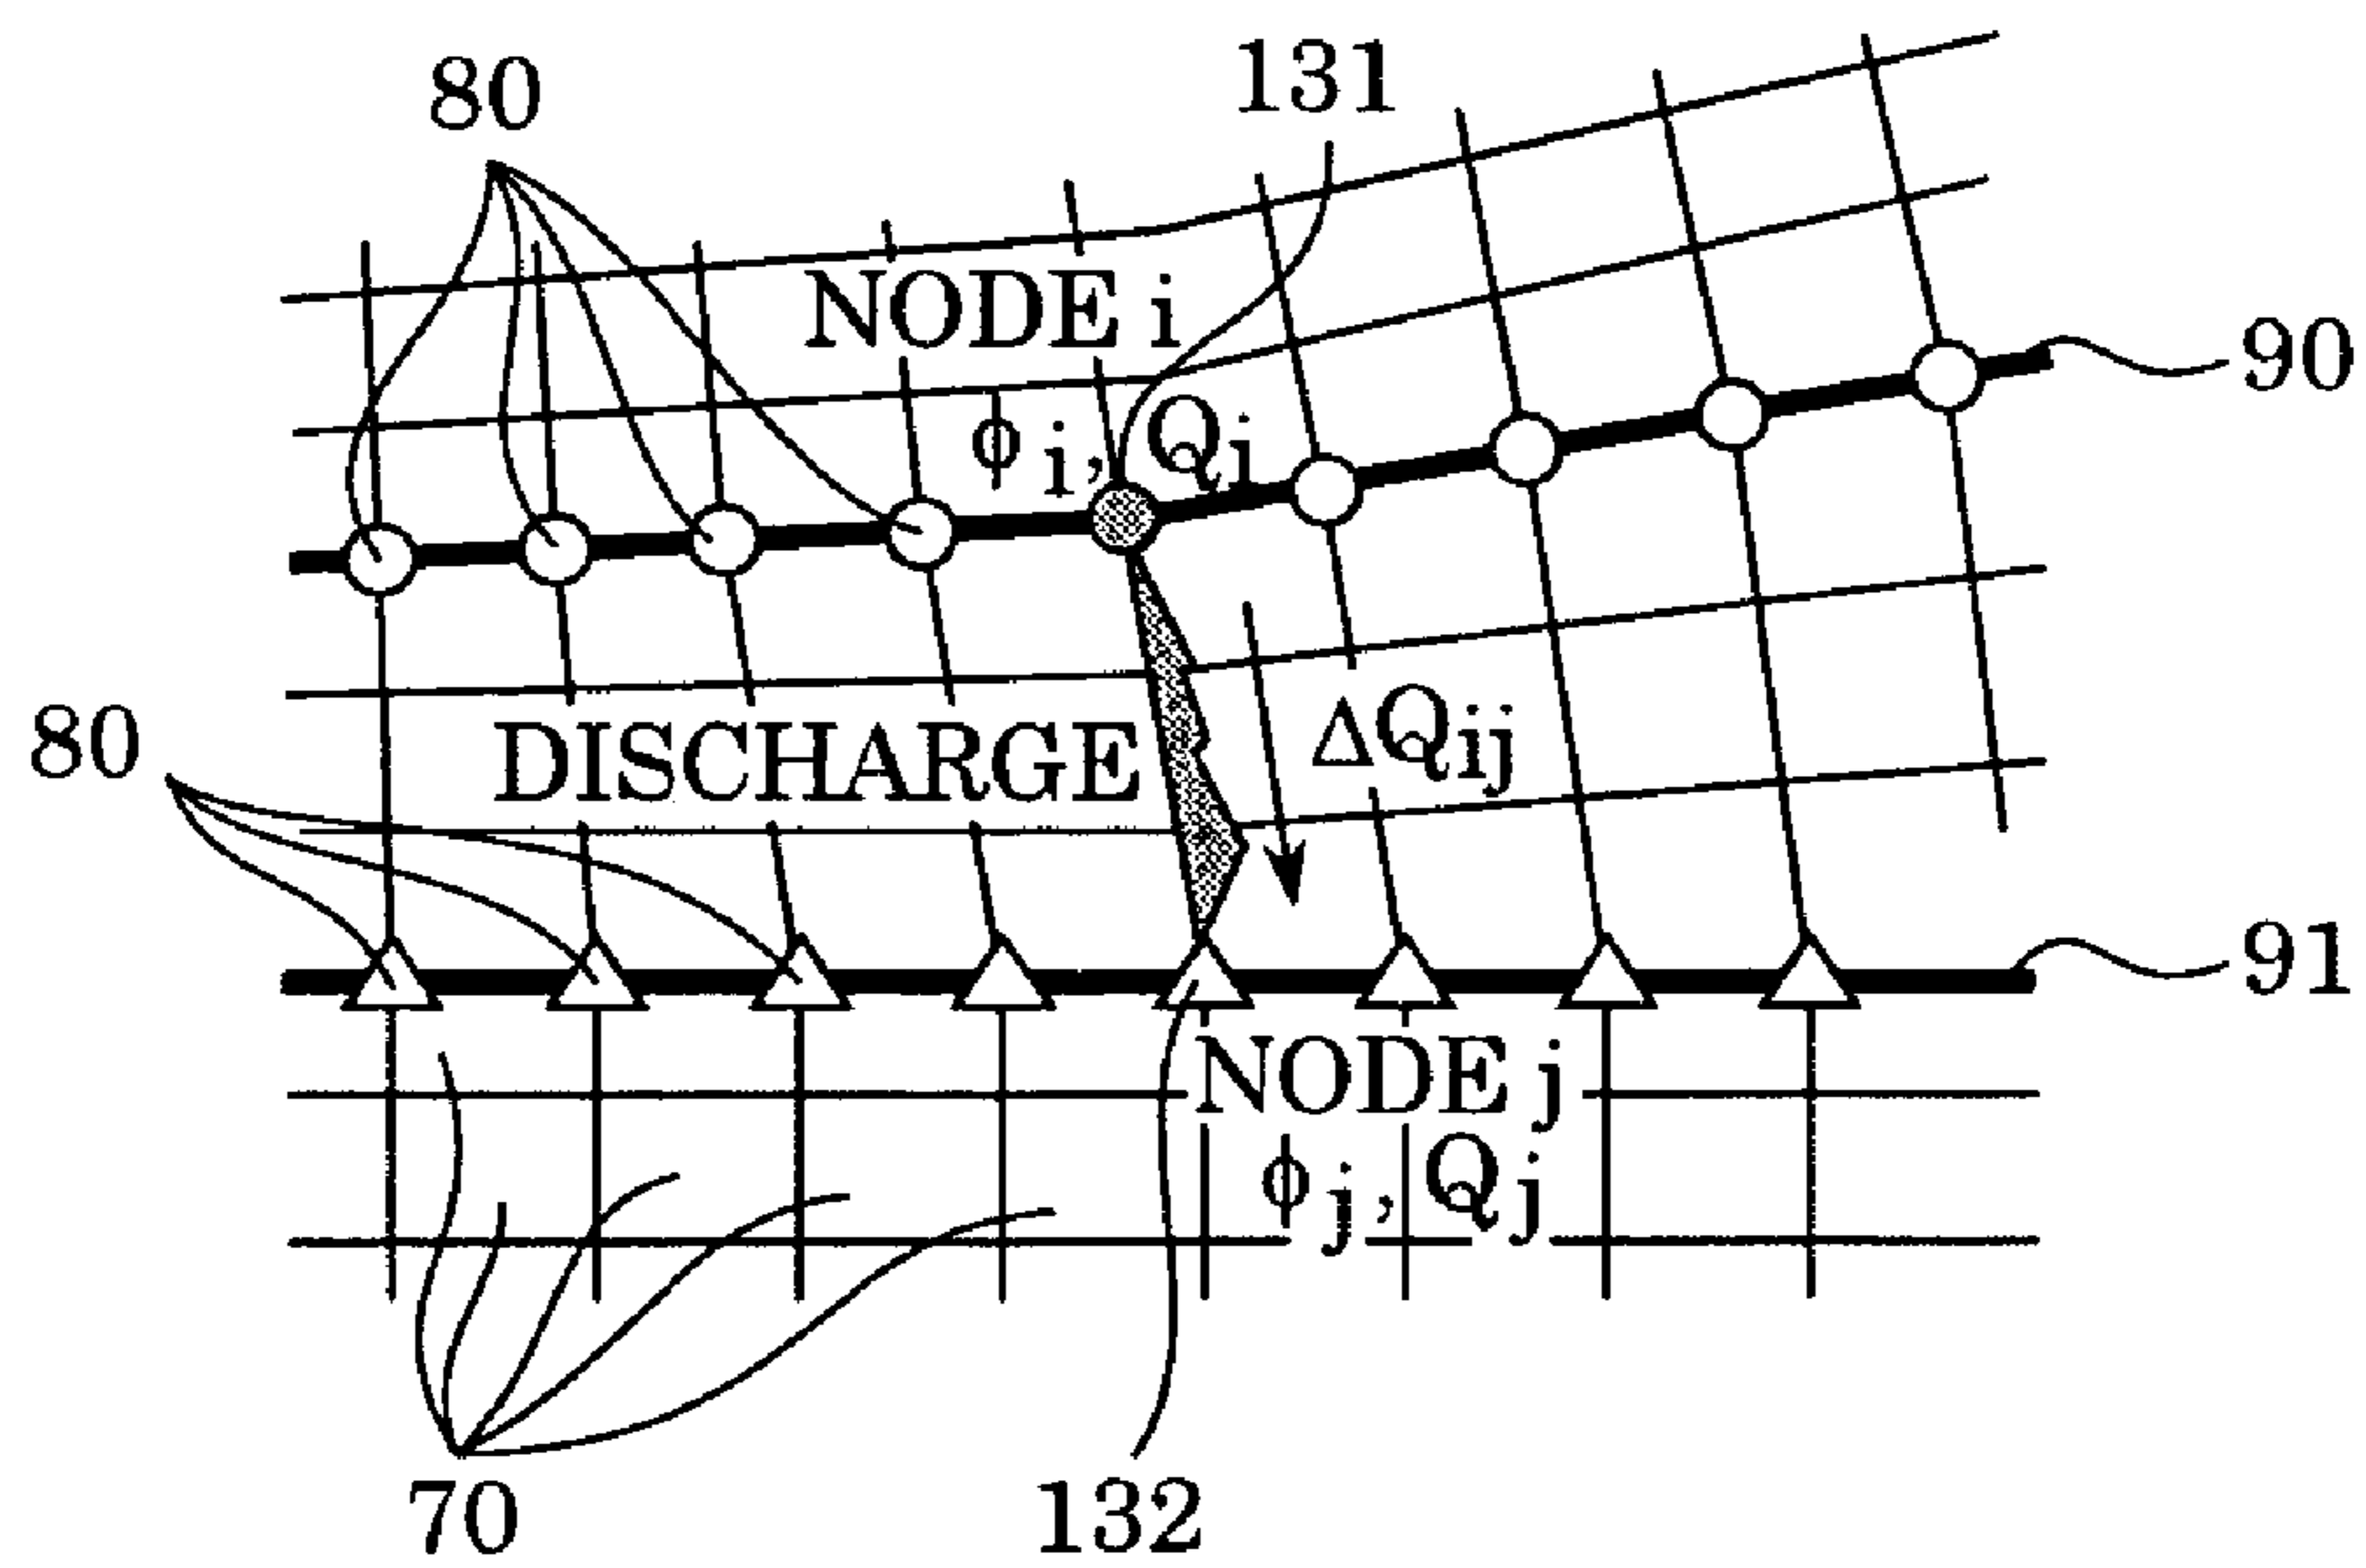 80
131
NODE i
90
ϕi, Qi
80
DISCHARGE
ΔQij
91
NODE j
ϕj, Qj
70
132